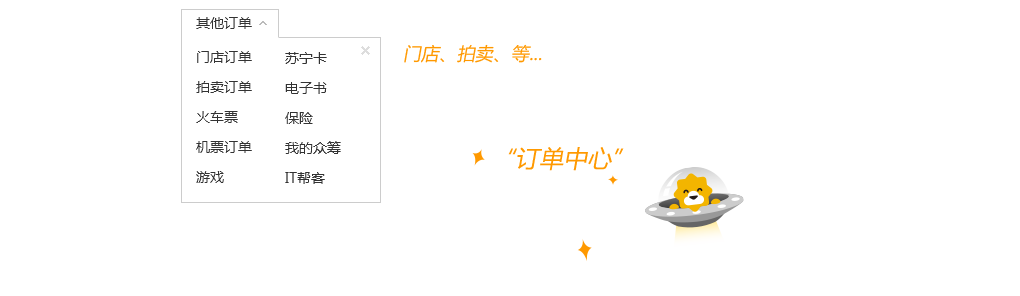 其他订单
门店订单 苏宁卡
拍卖订单 电子书
火车票 保险
机票订单 我的众筹
游戏 IT帮客
门店、拍卖、等...
“订单中心”